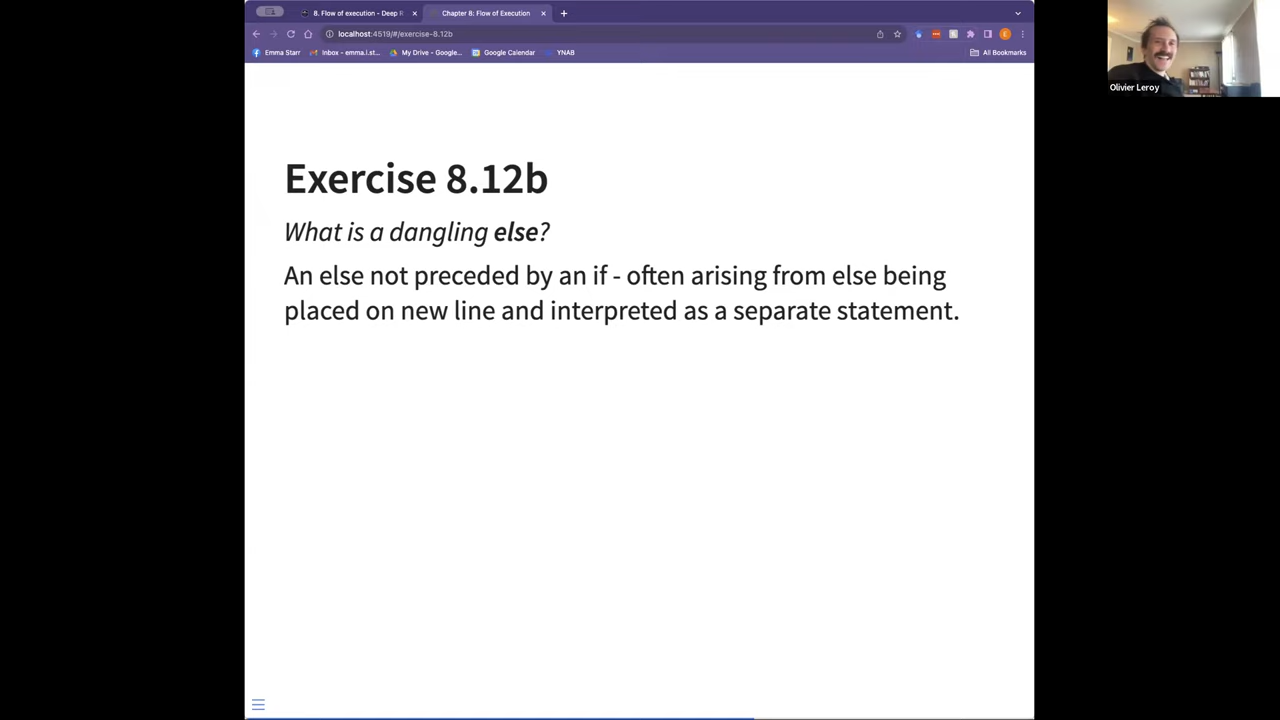 8. Flow of execution - Deep R
Chapter 8: Flow of Execution
localhost:4519/#/exercise-8.12b
Emma Starr
Inbox - emma.i.st...
My Drive - Google...
Google Calendar
YNAB
All Bookmarks
E
Olivier Leroy
Exercise 8.12b
What is a dangling else?
An else not preceded by an if - often arising from else being
placed on new line and interpreted as a separate statement.